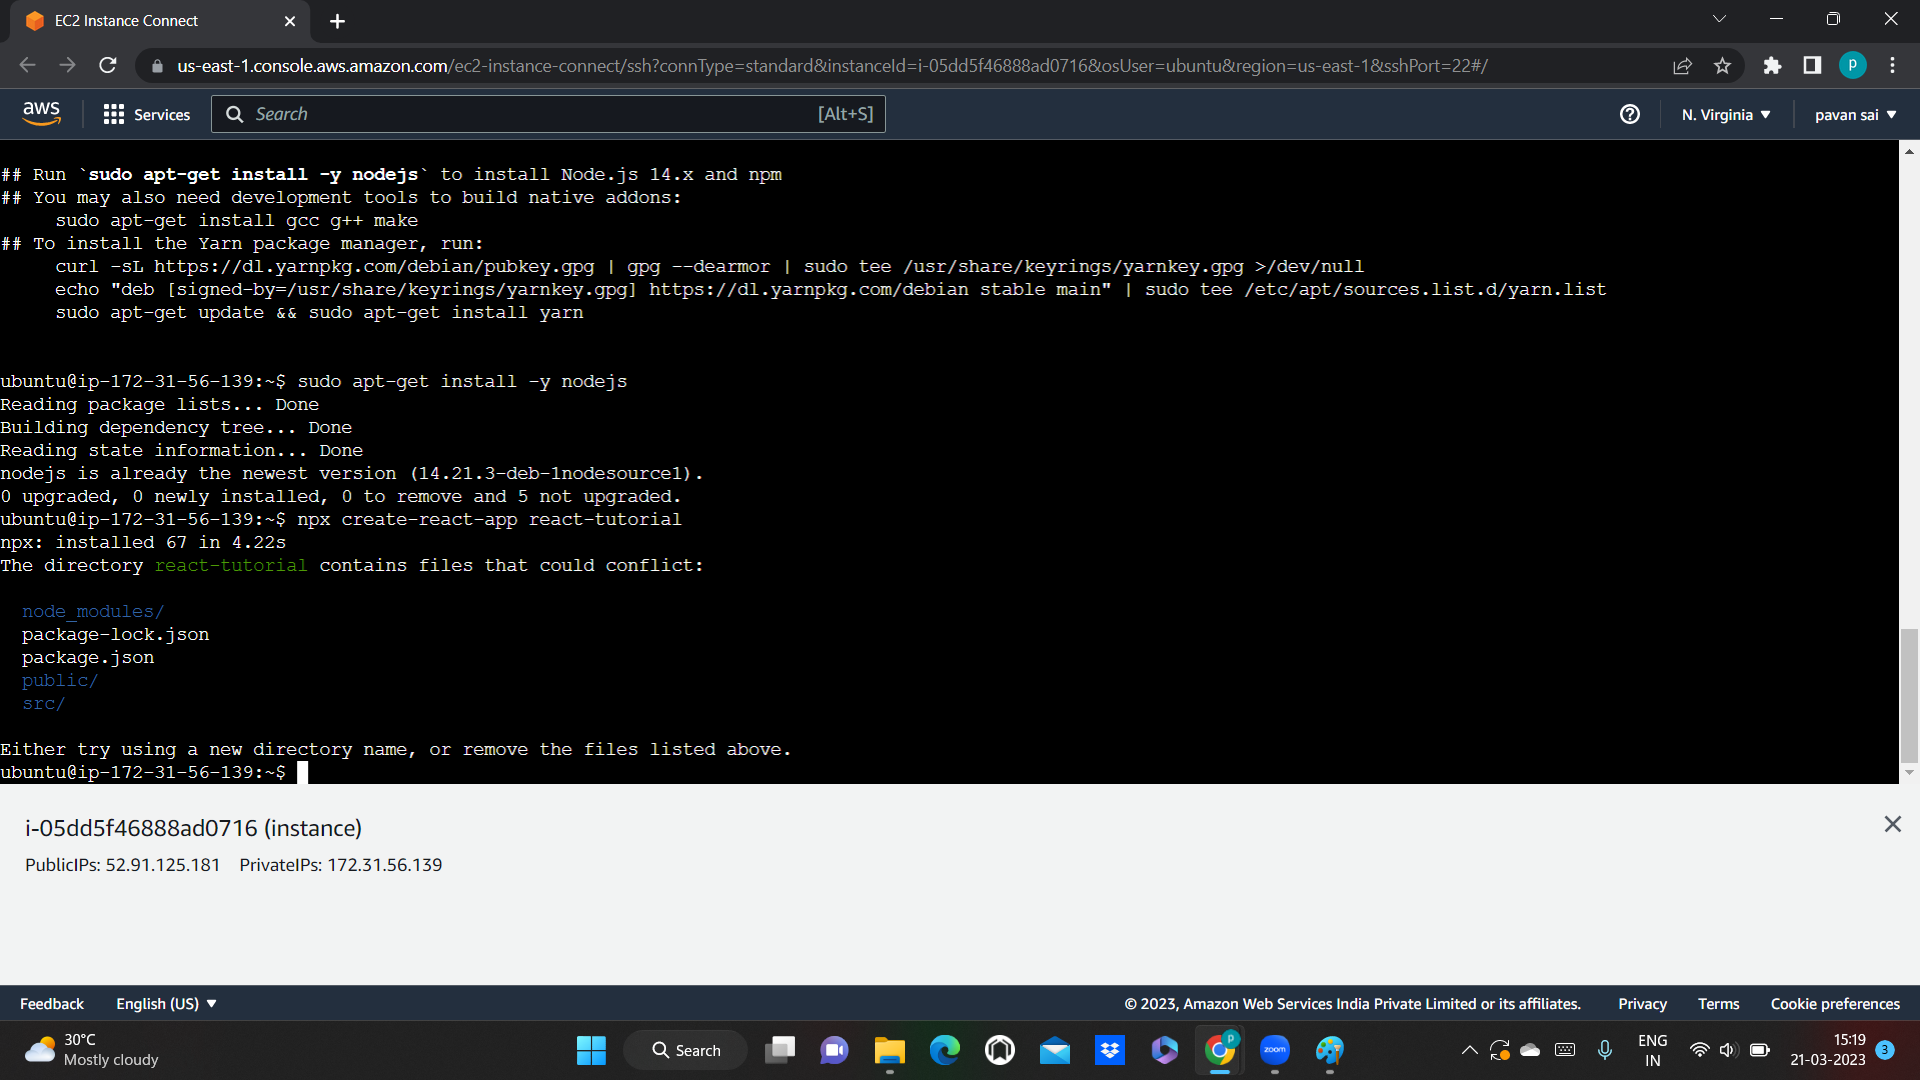 EC2 Instance Connect
us-east-1.console.aws.amazon.com/ec2-instance-connect/ssh?connType=standard&instanceId=i-05dd5f46888ad0716&osUser=ubuntu&region=us-east-1&sshPort=22#/
P
aws
Services
Search
[Alt+S]
N. Virginia
pavan sai
## Run `sudo apt-get install -y nodejs` to install Node.js 14.x and npm
## You may also need development tools to build native addons:
     sudo apt-get install gcc g++ make
## To install the Yarn package manager, run:
     curl -sL https://dl.yarnpkg.com/debian/pubkey.gpg | gpg --dearmor | sudo tee /usr/share/keyrings/yarnkey.gpg >/dev/null
     echo "deb [signed-by=/usr/share/keyrings/yarnkey.gpg] https://dl.yarnpkg.com/debian stable main" | sudo tee /etc/apt/sources.list.d/yarn.list
     sudo apt-get update && sudo apt-get install yarn
ubuntu@ip-172-31-56-139:~$ sudo apt-get install -y nodejs
Reading package lists... Done
Building dependency tree... Done
Reading state information... Done
nodejs is already the newest version (14.21.3-deb-1nodesource1).
0 upgraded, 0 newly installed, 0 to remove and 5 not upgraded.
ubuntu@ip-172-31-56-139:~$ npx create-react-app react-tutorial
npx: installed 67 in 4.22s
The directory react-tutorial contains files that could conflict:
  node_modules/
  package-lock.json
  package.json
  public/
  src/
Either try using a new directory name, or remove the files listed above.
ubuntu@ip-172-31-56-139:~$
i-05dd5f46888ad0716 (instance)
PublicIPs: 52.91.125.181    PrivateIPs: 172.31.56.139
Feedback
English (US)
© 2023, Amazon Web Services India Private Limited or its affiliates.
Privacy
Terms
Cookie preferences
30°C
Mostly cloudy
Search
P
zoom
ENG
IN
15:19
21-03-2023
3